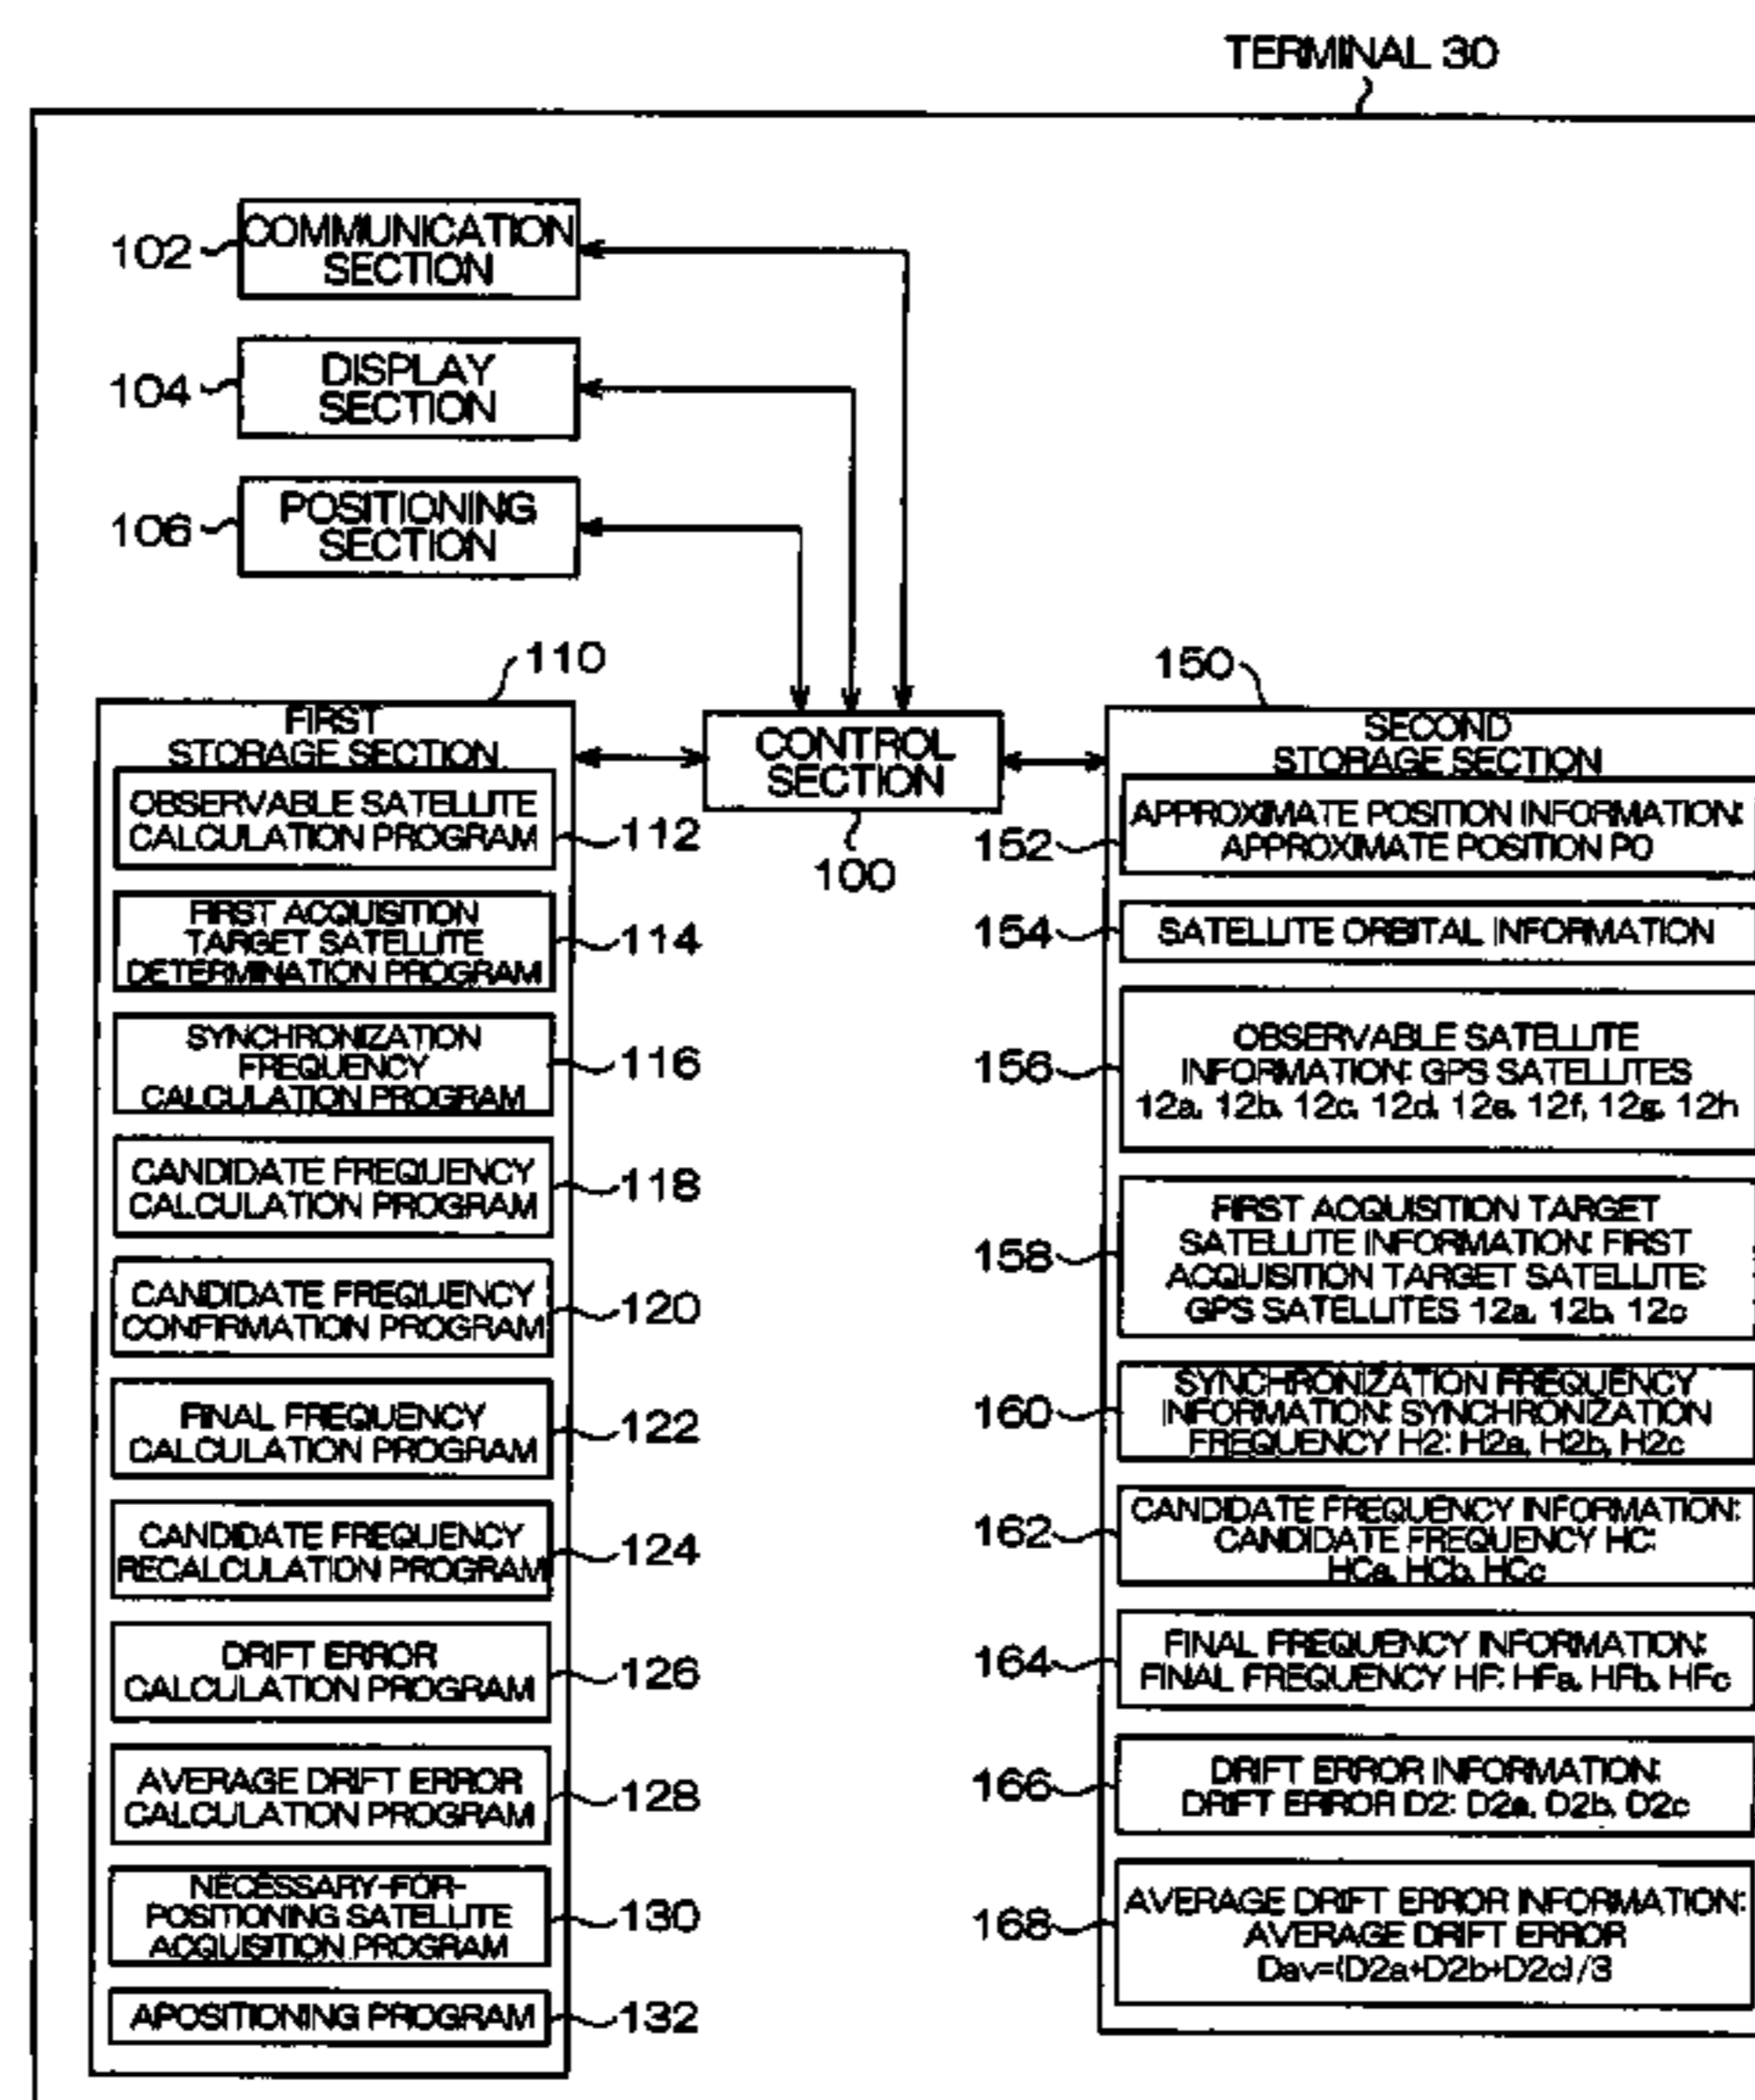 TERMINAL 30
102
COMMUNICATION
SECTION
104
DISPLAY
SECTION
106
POSITIONING
SECTION
110
FIRST
STORAGE SECTION
OBSERVABLE SATELLITE
CALCULATION PROGRAM
112
FIRST ACQUISITION
TARGET SATELLITE
DETERMINATION PROGRAM
114
SYNCHRONIZATION
FREQUENCY
CALCULATION PROGRAM
116
CANDIDATE FREQUENCY
CALCULATION PROGRAM
118
CANDIDATE FREQUENCY
CONFIRMATION PROGRAM
120
FINAL FREQUENCY
CALCULATION PROGRAM
122
CANDIDATE FREQUENCY
RECALCULATION PROGRAM
124
DRIFT ERROR
CALCULATION PROGRAM
126
AVERAGE DRIFT ERROR
CALCULATION PROGRAM
128
NECESSARY-FOR-
POSITIONING SATELLITE
ACQUISITION PROGRAM
130
APOSITIONING PROGRAM
132
CONTROL
SECTION
100
150
SECOND
STORAGE SECTION
152
APPROXIMATE POSITION INFORMATION:
APPROXIMATE POSITION P0
154
SATELLITE ORBITAL INFORMATION
156
OBSERVABLE SATELLITE
INFORMATION: GPS SATELLITES
12a, 12b, 12c, 12d, 12e, 12f, 12g, 12h
158
FIRST ACQUISITION TARGET
SATELLITE INFORMATION: FIRST
ACQUISITION TARGET SATELLITE:
GPS SATELLITES 12a, 12b, 12c
160
SYNCHRONIZATION FREQUENCY
INFORMATION: SYNCHRONIZATION
FREQUENCY H2: H2a, H2b, H2c
162
CANDIDATE FREQUENCY INFORMATION:
CANDIDATE FREQUENCY HC:
HCa, HCb, HCc
164
FINAL FREQUENCY INFORMATION:
FINAL FREQUENCY HF: HFa, HFb, HFc
166
DRIFT ERROR INFORMATION:
DRIFT ERROR D2: D2a, D2b, D2c
168
AVERAGE DRIFT ERROR INFORMATION:
AVERAGE DRIFT ERROR
Dav=(D2a+D2b+D2c)/3